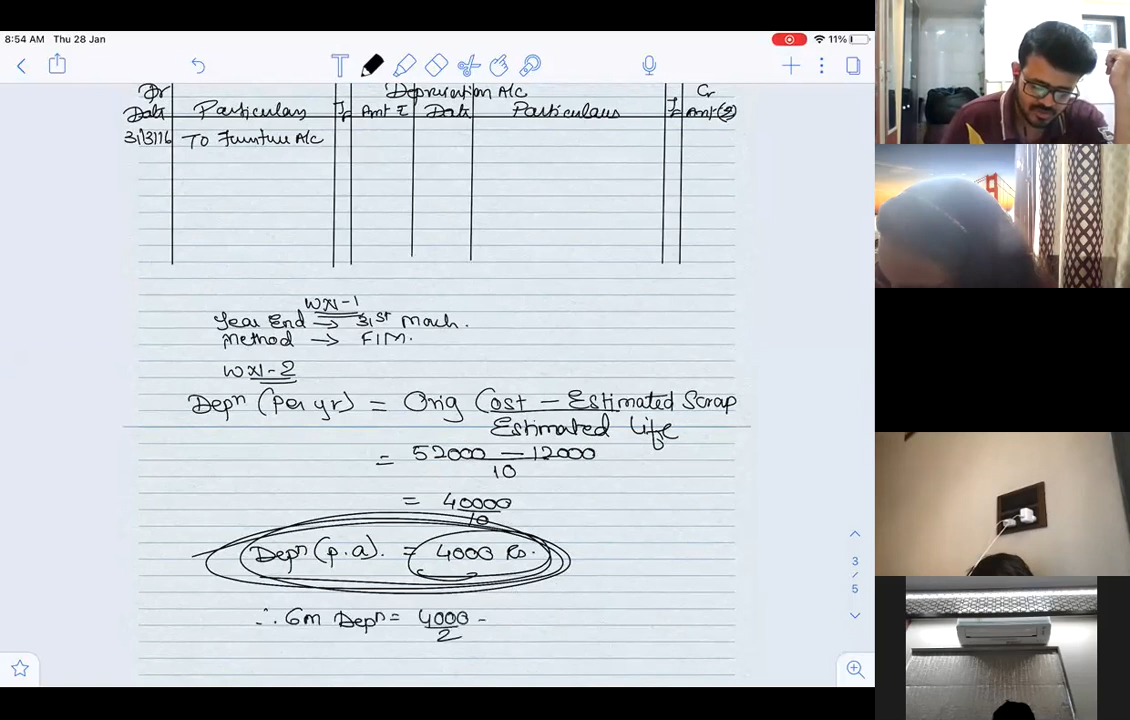 8:54 AM Thu 28 Jan
11%
Depreciation A/c
Dr Cr
Date Particulars J/F Amt ₹ Date Particulars J/F Amt (₹)
31/3/16 To Furniture A/c
WN-1
Year End → 31st March.
Method → FIM.
WN-2
Depn (Per yr) = Orig Cost - Estimated Scrap
Estimated Life
= 52000 - 12000
10
= 40000
10
Depn (p.a). = 4000 Rs.
∴ 6m Depn = 4000 -
2
3
/
5